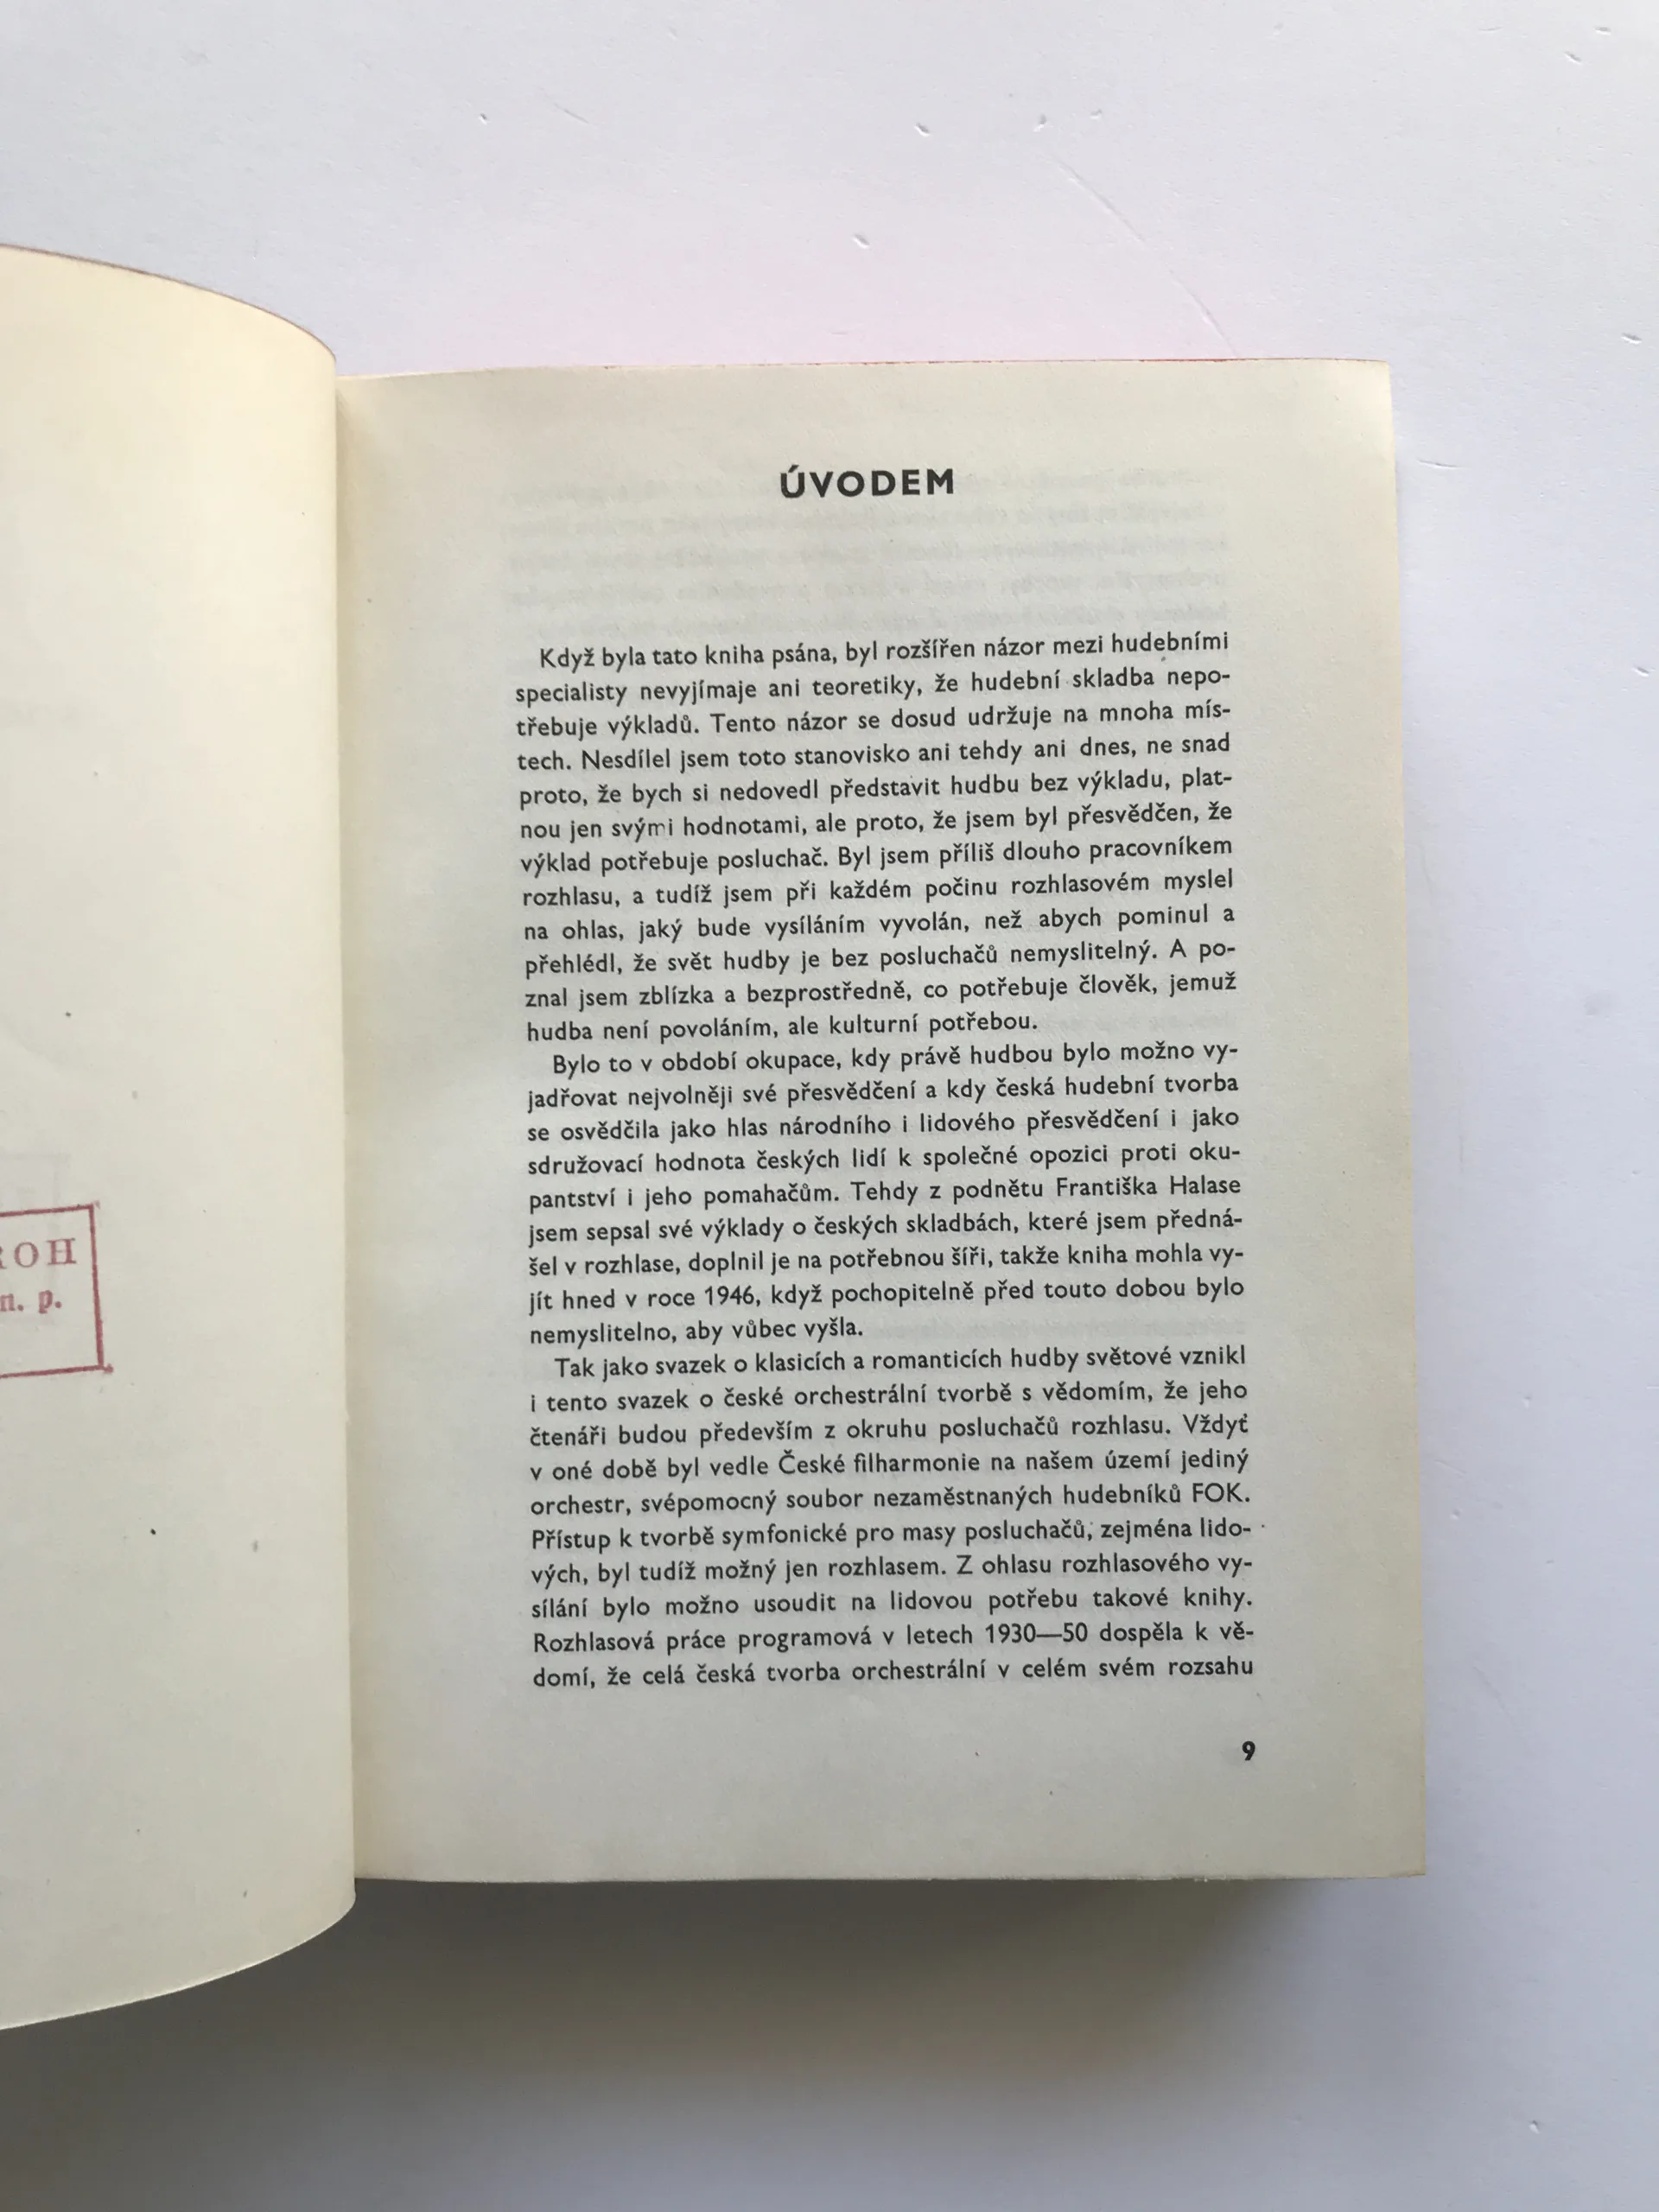 ROH
n. p.
ÚVODEM
Když byla tato kniha psána, byl rozšířen názor mezi hudebními
specialisty nevyjímaje ani teoretiky, že hudební skladba nepo-
třebuje výkladů. Tento názor se dosud udržuje na mnoha mís-
tech. Nesdílel jsem toto stanovisko ani tehdy ani dnes, ne snad
proto, že bych si nedovedl představit hudbu bez výkladu, plat-
nou jen svými hodnotami, ale proto, že jsem byl přesvědčen, že
výklad potřebuje posluchač. Byl jsem příliš dlouho pracovníkem
rozhlasu, a tudíž jsem při každém počinu rozhlasovém myslel
na ohlas, jaký bude vysíláním vyvolán, než abych pominul a
přehlédl, že svět hudby je bez posluchačů nemyslitelný. A po-
znal jsem zblízka a bezprostředně, co potřebuje člověk, jemuž
hudba není povoláním, ale kulturní potřebou.
Bylo to v období okupace, kdy právě hudbou bylo možno vy-
jadřovat nejvolněji své přesvědčení a kdy česká hudební tvorba
se osvědčila jako hlas národního i lidového přesvědčení i jako
sdružovací hodnota českých lidí k společné opozici proti oku-
pantství i jeho pomahačům. Tehdy z podnětu Františka Halase
jsem sepsal své výklady o českých skladbách, které jsem předná-
šel v rozhlase, doplnil je na potřebnou šíři, takže kniha mohla vy-
jít hned v roce 1946, když pochopitelně před touto dobou bylo
nemyslitelno, aby vůbec vyšla.
Tak jako svazek o klasicích a romanticích hudby světové vznikl
i tento svazek o české orchestrální tvorbě s vědomím, že jeho
čtenáři budou především z okruhu posluchačů rozhlasu. Vždyť
v oné době byl vedle České filharmonie na našem území jediný
orchestr, svépomocný soubor nezaměstnaných hudebníků FOK.
Přístup k tvorbě symfonické pro masy posluchačů, zejména lido-
vých, byl tudíž možný jen rozhlasem. Z ohlasu rozhlasového vy-
sílání bylo možno usoudit na lidovou potřebu takové knihy.
Rozhlasová práce programová v letech 1930—50 dospěla k vě-
domí, že celá česká tvorba orchestrální v celém svém rozsahu
9